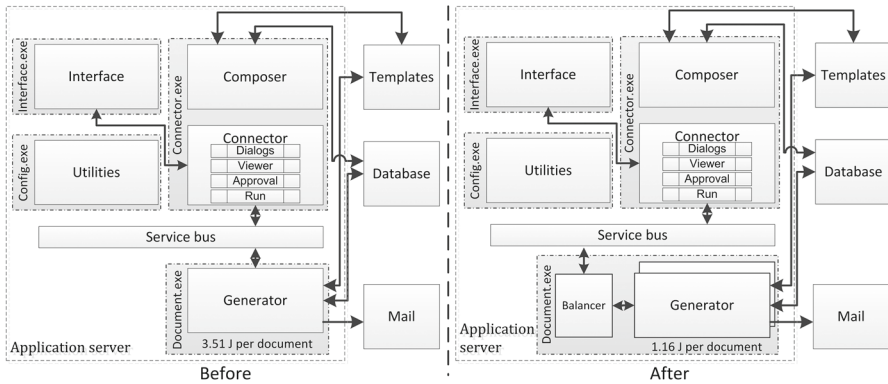 Interface.exe
Interface
Connector.exe
Composer
Templates
Connector
Dialogs
Viewer
Approval
Run
Config.exe
Utilities
Database
Service bus
Document.exe
Generator
Mail
3.51 J per document
Application server
Before
Interface.exe
Interface
Connector.exe
Composer
Templates
Connector
Dialogs
Viewer
Approval
Run
Config.exe
Utilities
Database
Service bus
Document.exe
Balancer
Generator
Mail
1.16 J per document
Application
server
After